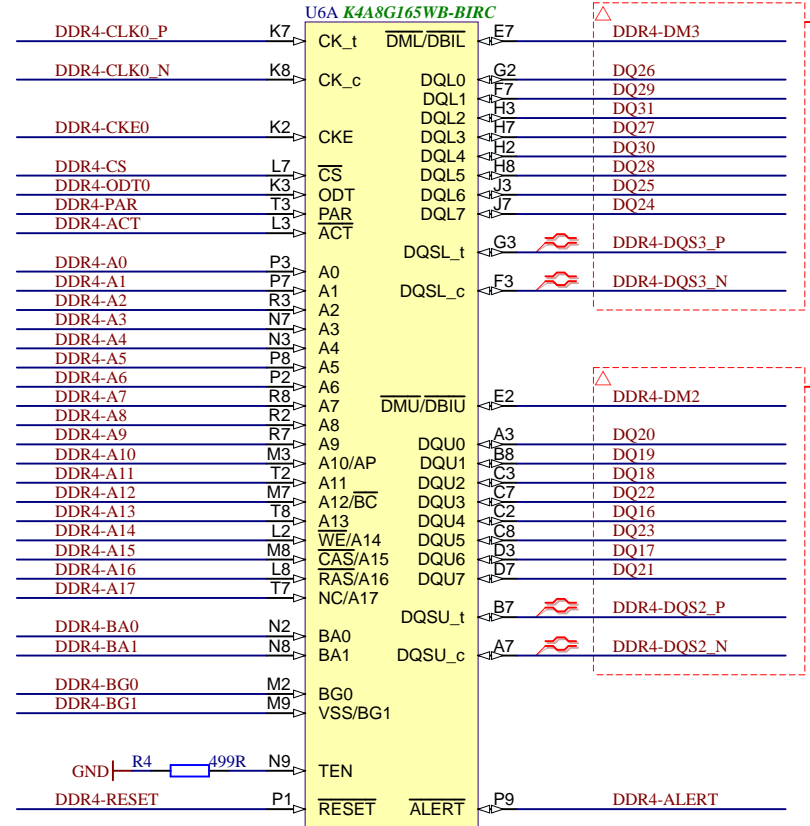 U6A K4A8G165WB-BIRC
DDR4-CLK0_P K7 CK_t DML/DBIL E7 DDR4-DM3
DDR4-CLK0_N K8 CK_c DQL0 G2 DQ26
DQL1 F7 DQ29
DQL2 H3 DQ31
DDR4-CKE0 K2 CKE DQL3 H7 DQ27
DQL4 H2 DQ30
DDR4-CS L7 CS DQL5 H8 DQ28
DDR4-ODT0 K3 ODT DQL6 J3 DQ25
DDR4-PAR T3 PAR DQL7 J7 DQ24
DDR4-ACT L3 ACT
DQSL_t G3 DDR4-DQS3_P
DDR4-A0 P3 A0
DDR4-A1 P7 A1 DQSL_c F3 DDR4-DQS3_N
DDR4-A2 R3 A2
DDR4-A3 N7 A3
DDR4-A4 N3 A4
DDR4-A5 P8 A5
DDR4-A6 P2 A6
DDR4-A7 R8 A7 DMU/DBIU E2 DDR4-DM2
DDR4-A8 R2 A8
DDR4-A9 R7 A9 DQU0 A3 DQ20
DDR4-A10 M3 A10/AP DQU1 B8 DQ19
DDR4-A11 T2 A11 DQU2 C3 DQ18
DDR4-A12 M7 A12/BC DQU3 C7 DQ22
DDR4-A13 T8 A13 DQU4 C2 DQ16
DDR4-A14 L2 WE/A14 DQU5 C8 DQ23
DDR4-A15 M8 CAS/A15 DQU6 D3 DQ17
DDR4-A16 L8 RAS/A16 DQU7 D7 DQ21
DDR4-A17 T7 NC/A17
DQSU_t B7 DDR4-DQS2_P
DDR4-BA0 N2 BA0
DDR4-BA1 N8 BA1 DQSU_c A7 DDR4-DQS2_N
DDR4-BG0 M2 BG0
DDR4-BG1 M9 VSS/BG1
GND R4 499R N9 TEN
DDR4-RESET P1 RESET ALERT P9 DDR4-ALERT